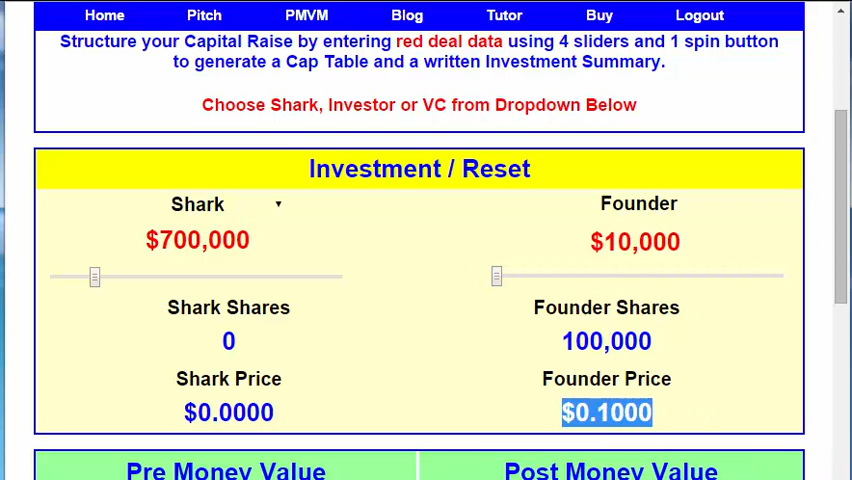 Home Pitch PMVM Blog Tutor Buy Logout
Structure your Capital Raise by entering red deal data using 4 sliders and 1 spin button
to generate a Cap Table and a written Investment Summary.
Choose Shark, Investor or VC from Dropdown Below
Investment / Reset
Shark Founder
$700,000 $10,000
Shark Shares Founder Shares
0 100,000
Shark Price Founder Price
$0.0000 $0.1000
Pre Money Value Post Money Value